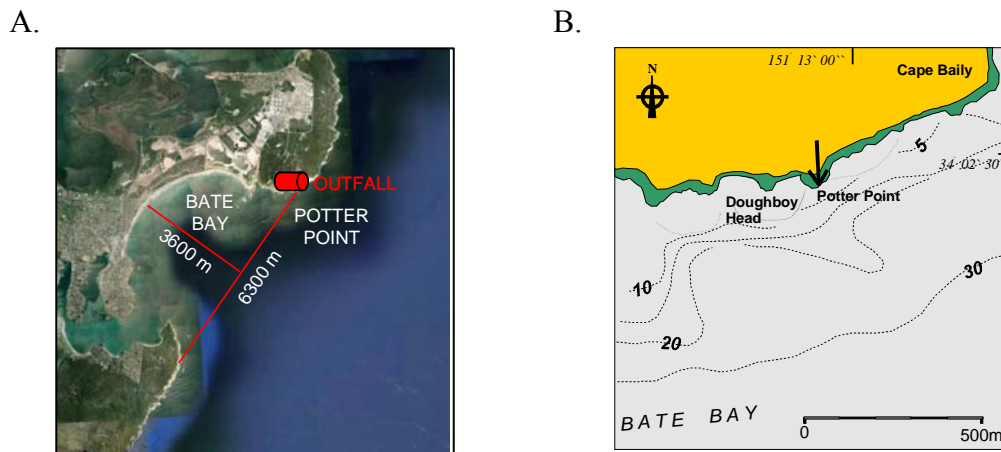 A.
BATE
BAY
OUTFALL
POTTER
POINT
3600 m
6300 m
B.
151 13` 00``
N
Cape Baily
5
34 02 30
Doughboy
Head
Potter Point
10
20
30
BATE BAY
0 500m